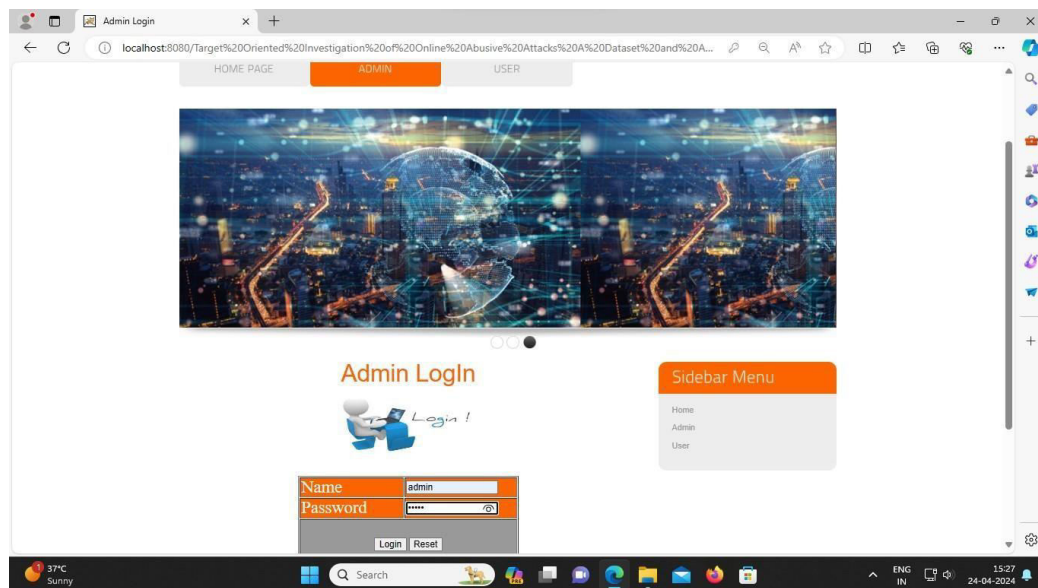 Admin Login
localhost:8080/Target%20Oriented%20Investigation%20of%20Online%20Abusive%20Attacks%20A%20Dataset%20and%20A...
HOME PAGE ADMIN USER
Admin LogIn
Login !
Sidebar Menu
Home
Admin
User
Name admin
Password •••••
Login Reset
1
37°C
Sunny
Search
ENG
IN
15:27
24-04-2024